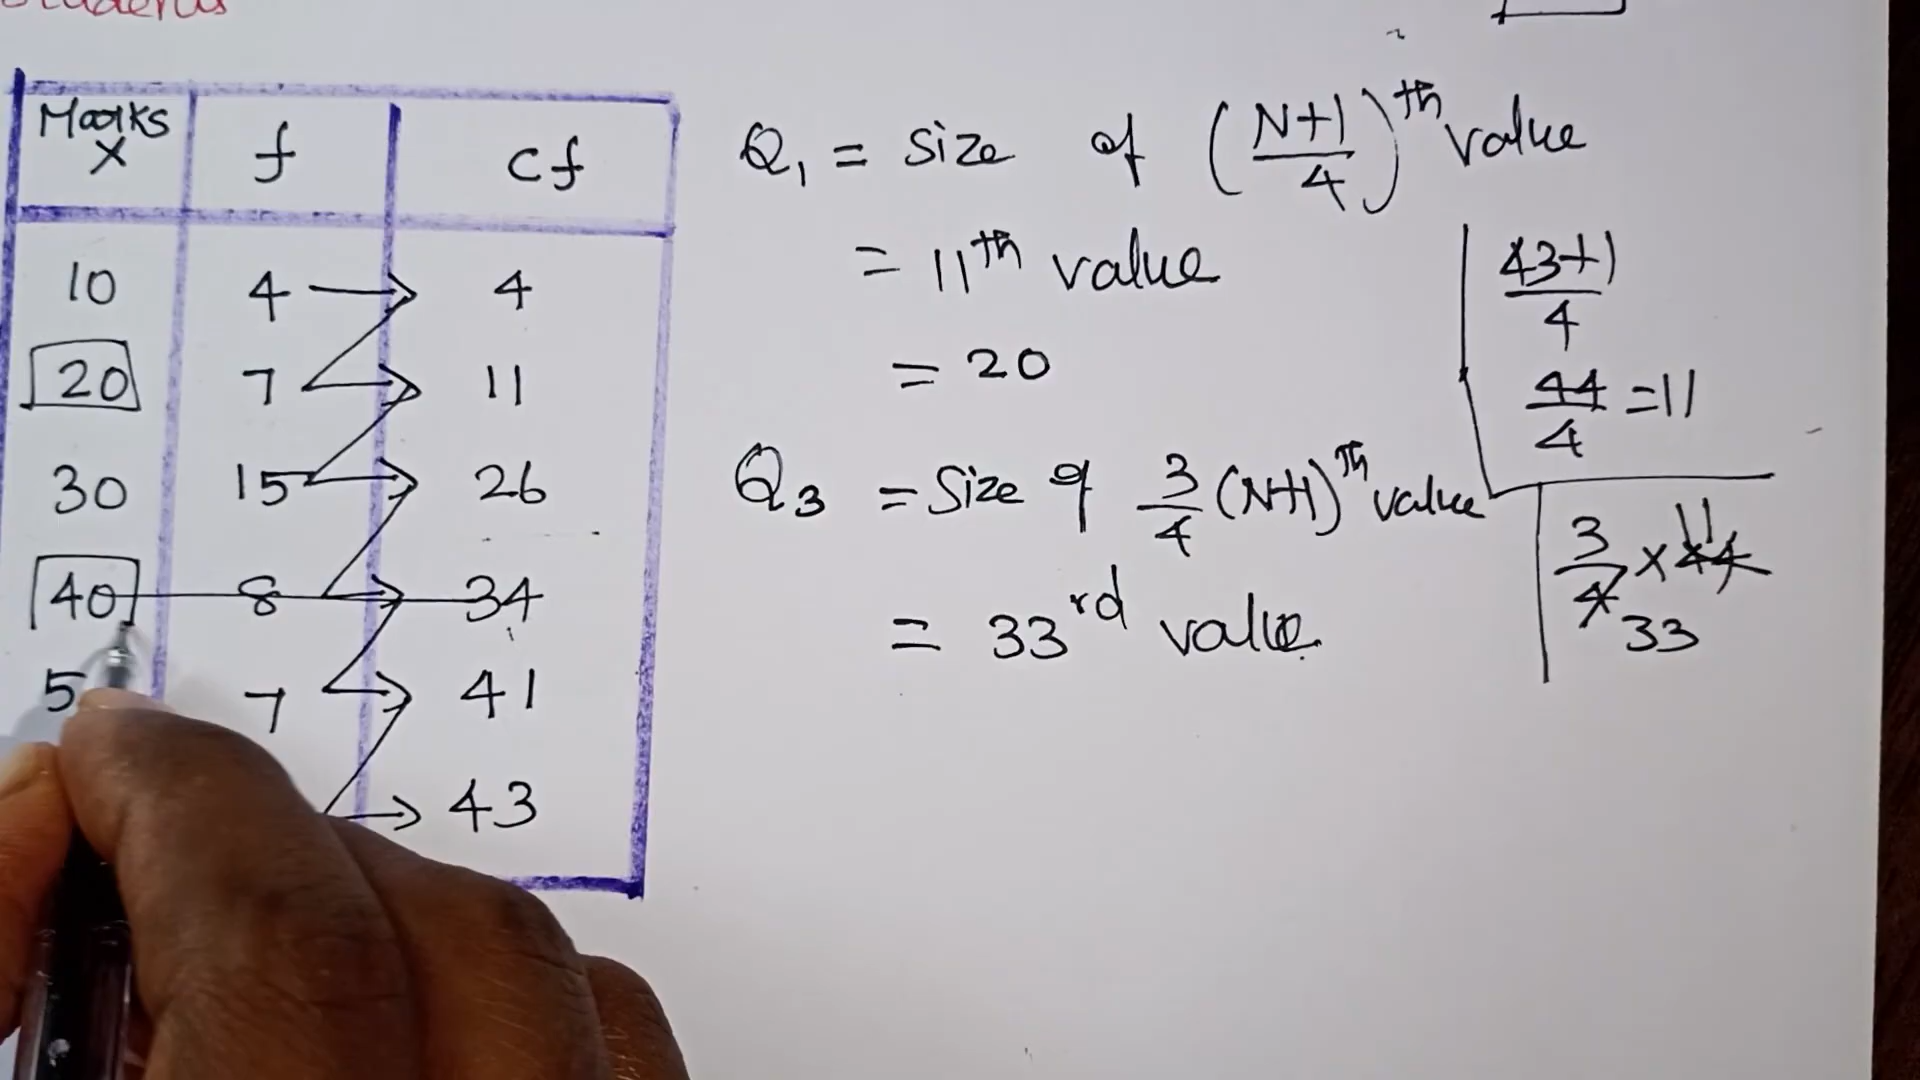 Marks X f cf
10 4 4
20 7 11
30 15 26
40 8 34
5 7 41
43
Q1 = Size of (N+1/4)th value
= 11th value
= 20
Q3 = Size of 3/4 (N+1)th value
= 33rd value
43+1/4
44/4 = 11
3/4 × 44 11
33